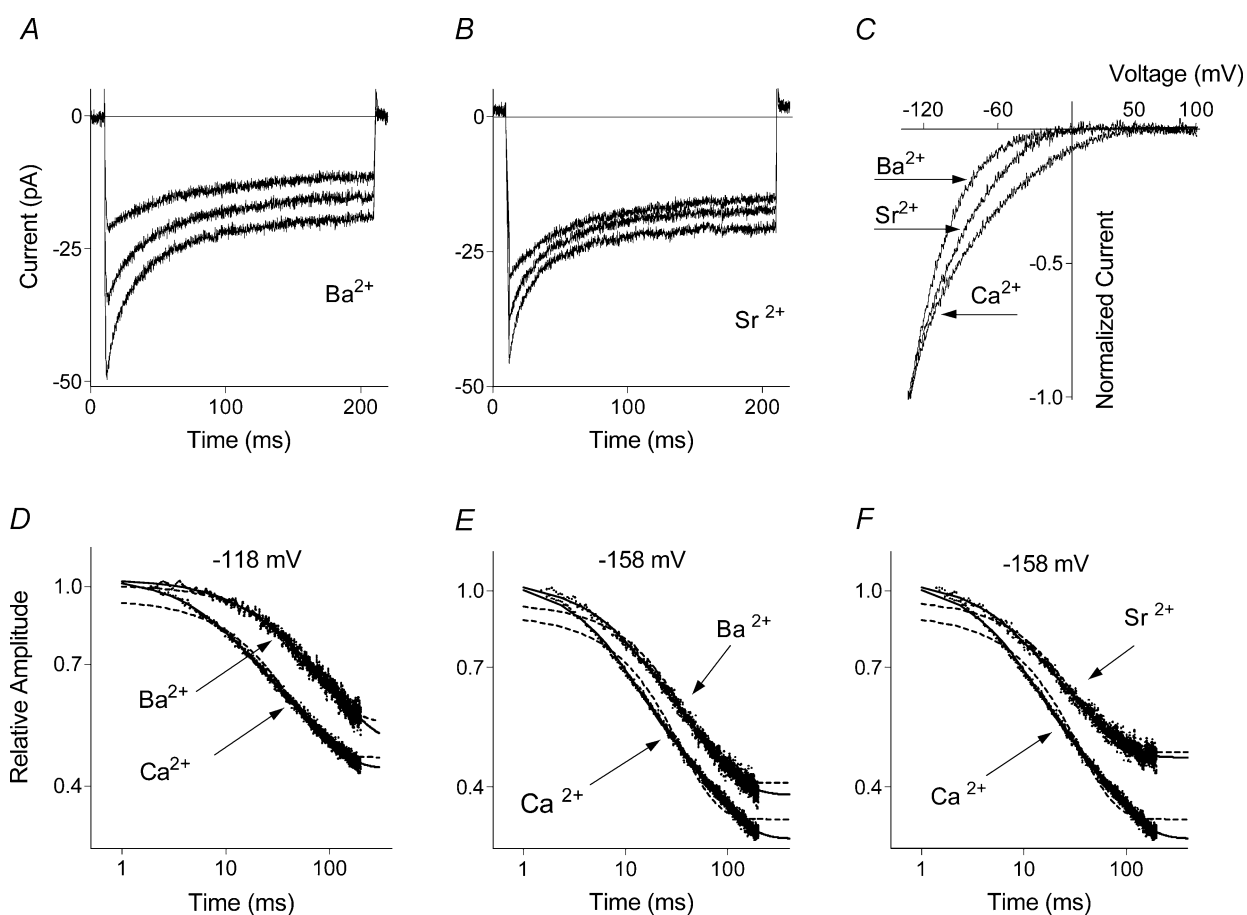 A
0
-25
-50
Current (pA)
Ba2+
0
100
200
Time (ms)
B
0
-25
-50
Sr 2+
0
100
200
Time (ms)
C
Voltage (mV)
-120
-60
50
100
Ba2+
Sr2+
Ca2+
-0.5
-1.0
Normalized Current
D
-118 mV
1.0
0.7
0.4
Relative Amplitude
Ba2+
Ca2+
1
10
100
Time (ms)
E
-158 mV
1.0
0.7
0.4
Ba 2+
Ca 2+
1
10
100
Time (ms)
F
-158 mV
1.0
0.7
0.4
Sr 2+
Ca 2+
1
10
100
Time (ms)